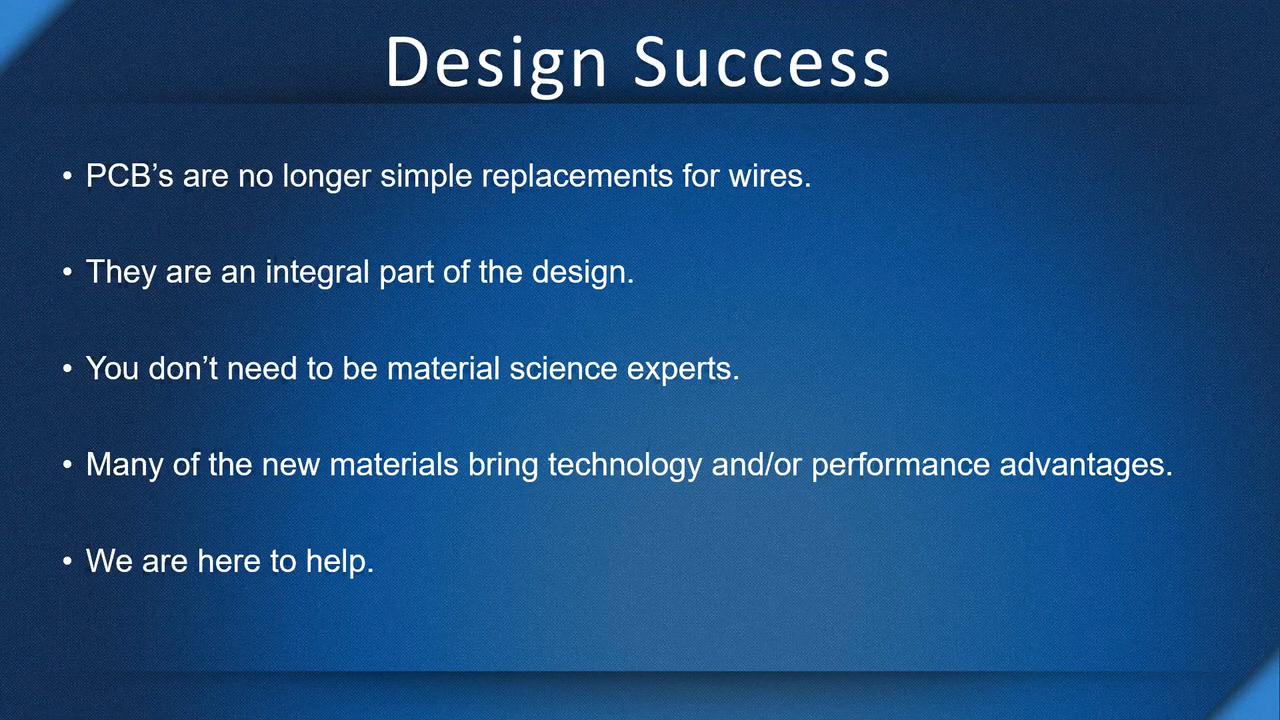 Design Success
• PCB’s are no longer simple replacements for wires.
• They are an integral part of the design.
• You don’t need to be material science experts.
• Many of the new materials bring technology and/or performance advantages.
• We are here to help.